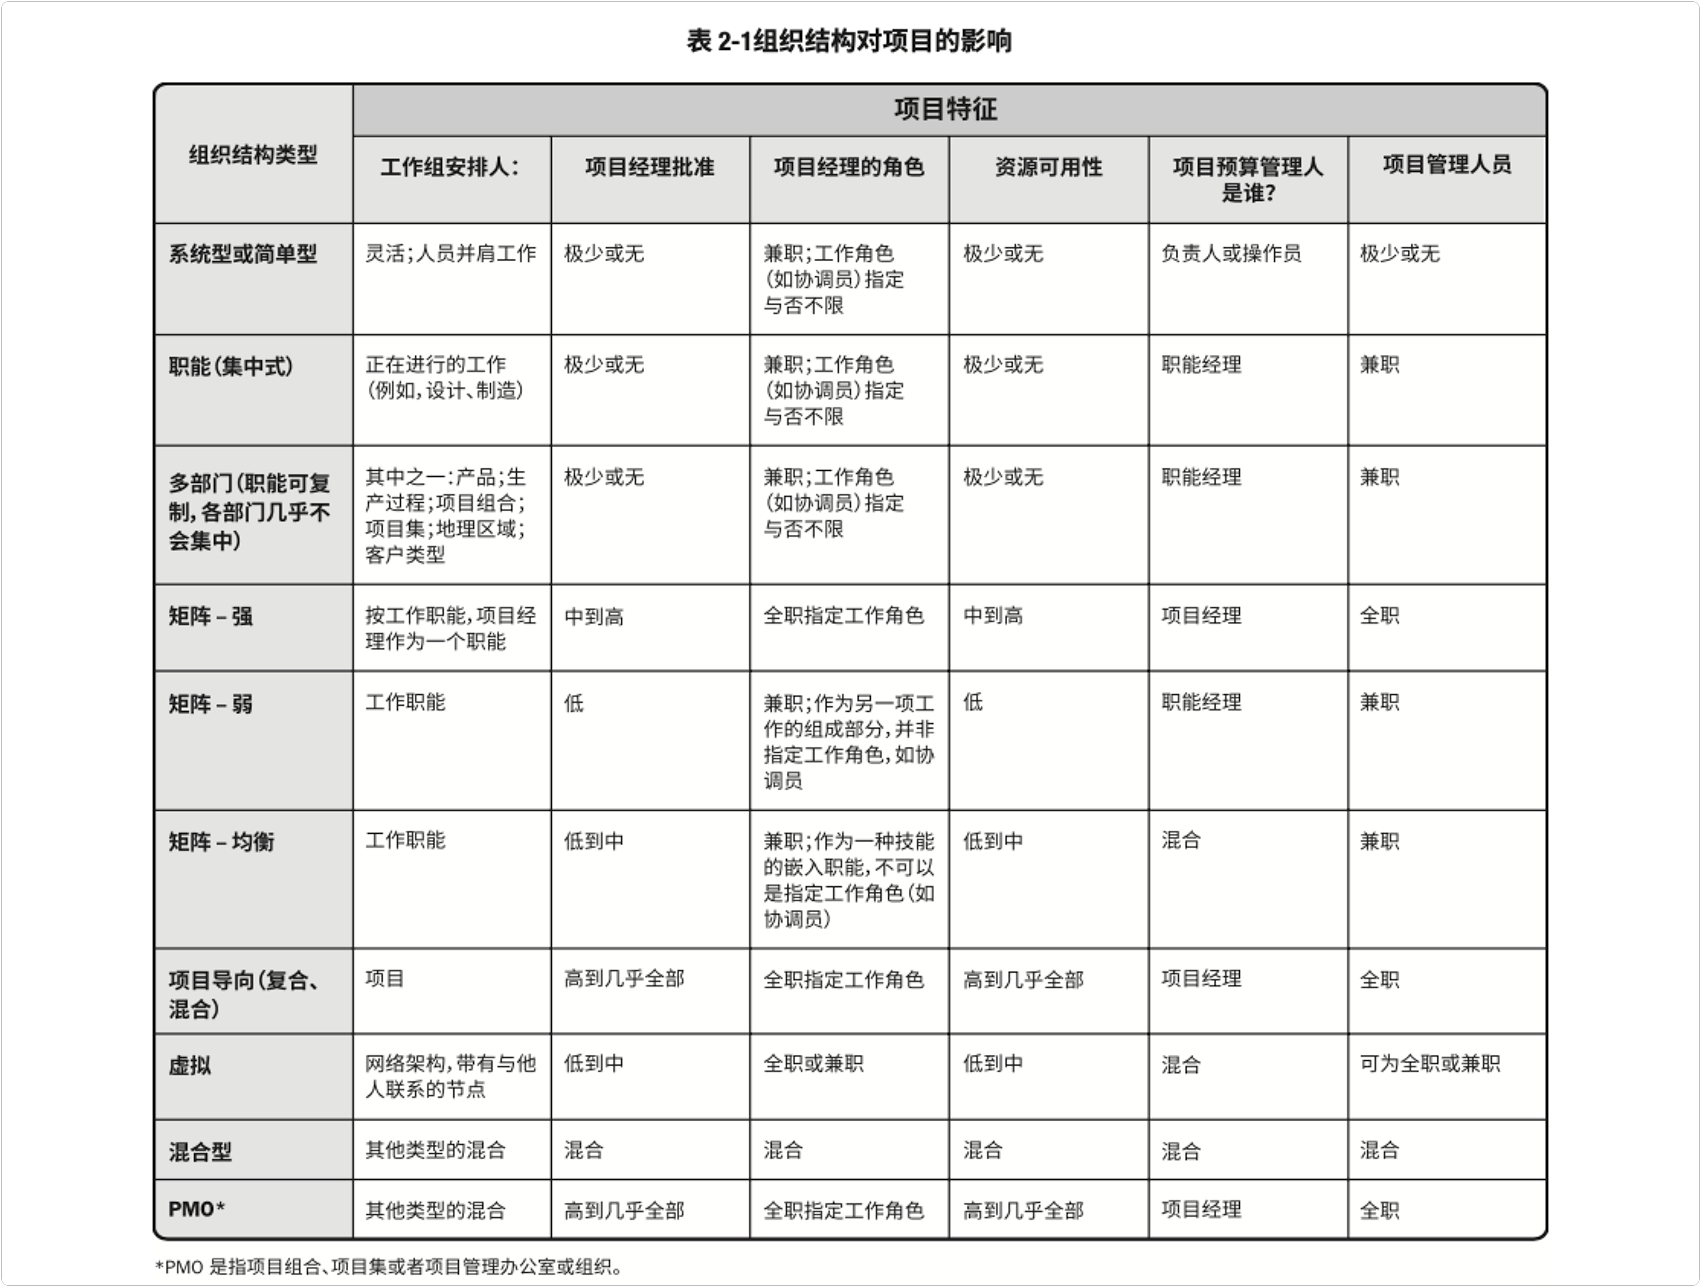 表 2-1组织结构对项目的影响
组织结构类型
项目特征
工作组安排人：
项目经理批准
项目经理的角色
资源可用性
项目预算管理人
是谁？
项目管理人员
系统型或简单型
灵活；人员并肩工作
极少或无
兼职；工作角色
（如协调员）指定
与否不限
极少或无
负责人或操作员
极少或无
职能（集中式）
正在进行的工作
（例如，设计、制造）
极少或无
兼职；工作角色
（如协调员）指定
与否不限
极少或无
职能经理
兼职
多部门（职能可复
制，各部门几乎不
会集中）
其中之一：产品；生
产过程；项目组合；
项目集；地理区域；
客户类型
极少或无
兼职；工作角色
（如协调员）指定
与否不限
极少或无
职能经理
兼职
矩阵 – 强
按工作职能，项目经
理作为一个职能
中到高
全职指定工作角色
中到高
项目经理
全职
矩阵 – 弱
工作职能
低
兼职；作为另一项工
作的组成部分，并非
指定工作角色，如协
调员
低
职能经理
兼职
矩阵 – 均衡
工作职能
低到中
兼职；作为一种技能
的嵌入职能，不可以
是指定工作角色（如
协调员）
低到中
混合
兼职
项目导向（复合、
混合）
项目
高到几乎全部
全职指定工作角色
高到几乎全部
项目经理
全职
虚拟
网络架构，带有与他
人联系的节点
低到中
全职或兼职
低到中
混合
可为全职或兼职
混合型
其他类型的混合
混合
混合
混合
混合
混合
PMO*
其他类型的混合
高到几乎全部
全职指定工作角色
高到几乎全部
项目经理
全职
*PMO 是指项目组合、项目集或者项目管理办公室或组织。